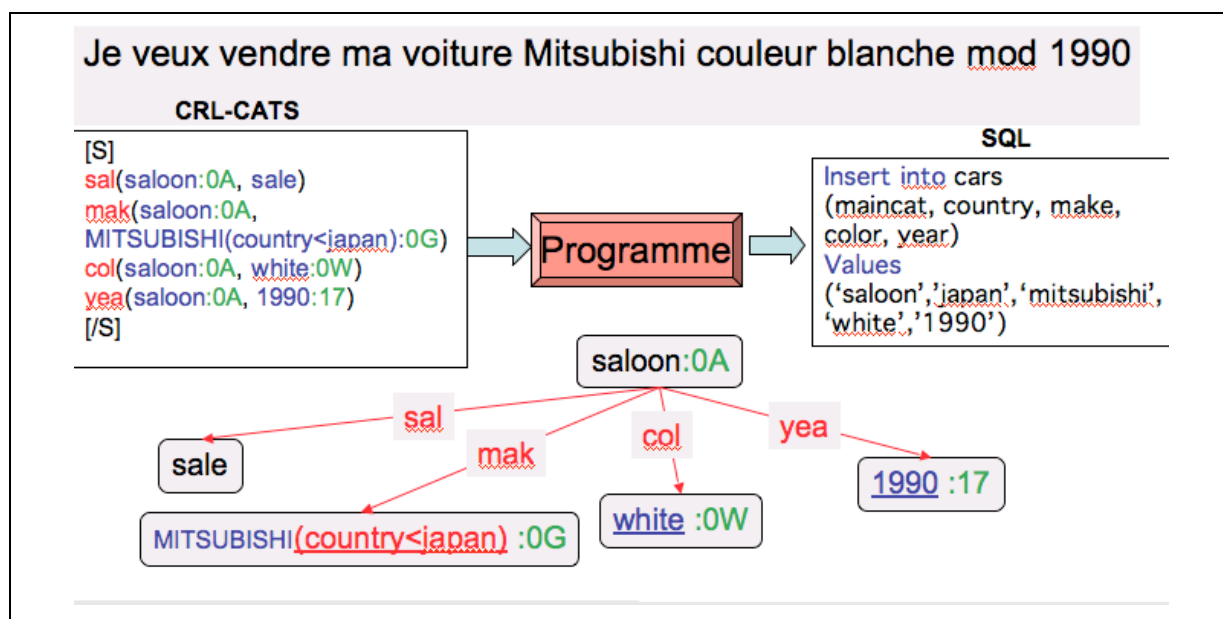 Je veux vendre ma voiture Mitsubishi couleur blanche mod 1990
CRL-CATS
[S]
sal(saloon:0A, sale)
mak(saloon:0A,
MITSUBISHI(country<japan):0G)
col(saloon:0A, white:0W)
yea(saloon:0A, 1990:17)
[/S]
Programme
SQL
Insert into cars
(maincat, country, make,
color, year)
Values
(‘saloon’,’japan’,‘mitsubishi’,
‘white’,’1990’)
saloon:0A
sal
mak
col
yea
sale
MITSUBISHI(country<japan) :0G
white :0W
1990 :17